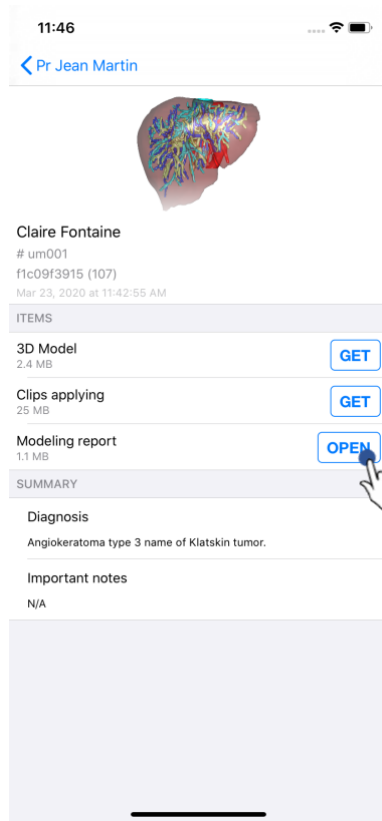 11:46
Pr Jean Martin
Claire Fontaine
# um001
f1c09f3915 (107)
Mar 23, 2020 at 11:42:55 AM
ITEMS
3D Model
GET
2.4 MB
Clips applying
GET
25 MB
Modeling report
OPEN
1.1 MB
SUMMARY
Diagnosis
Angiokeratoma type 3 name of Klatskin tumor.
Important notes
N/A